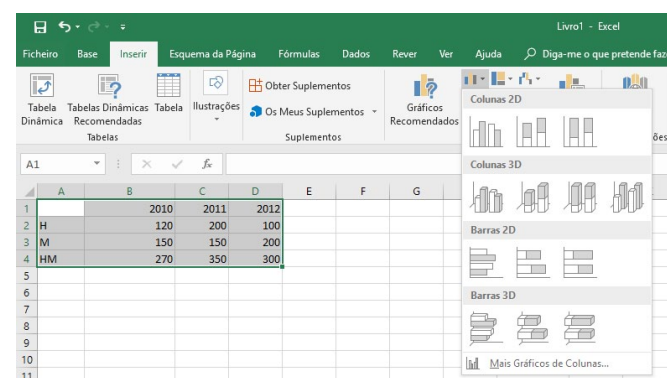 Livro1 - Excel
Ficheiro Base Inserir Esquema da Página Fórmulas Dados Rever Ver Ajuda Diga-me o que pretende faze
Tabela Dinâmica
Tabelas Dinâmicas Recomendadas
Tabela
Ilustrações
Obter Suplementos
Os Meus Suplementos
Gráficos Recomendados
Tabelas
Suplementos
ões
A1
fx
A B C D E F G
1 2010 2011 2012
2 H 120 200 100
3 M 150 150 200
4 HM 270 350 300
5
6
7
8
9
10
11
Colunas 2D
Colunas 3D
Barras 2D
Barras 3D
Mais Gráficos de Colunas...